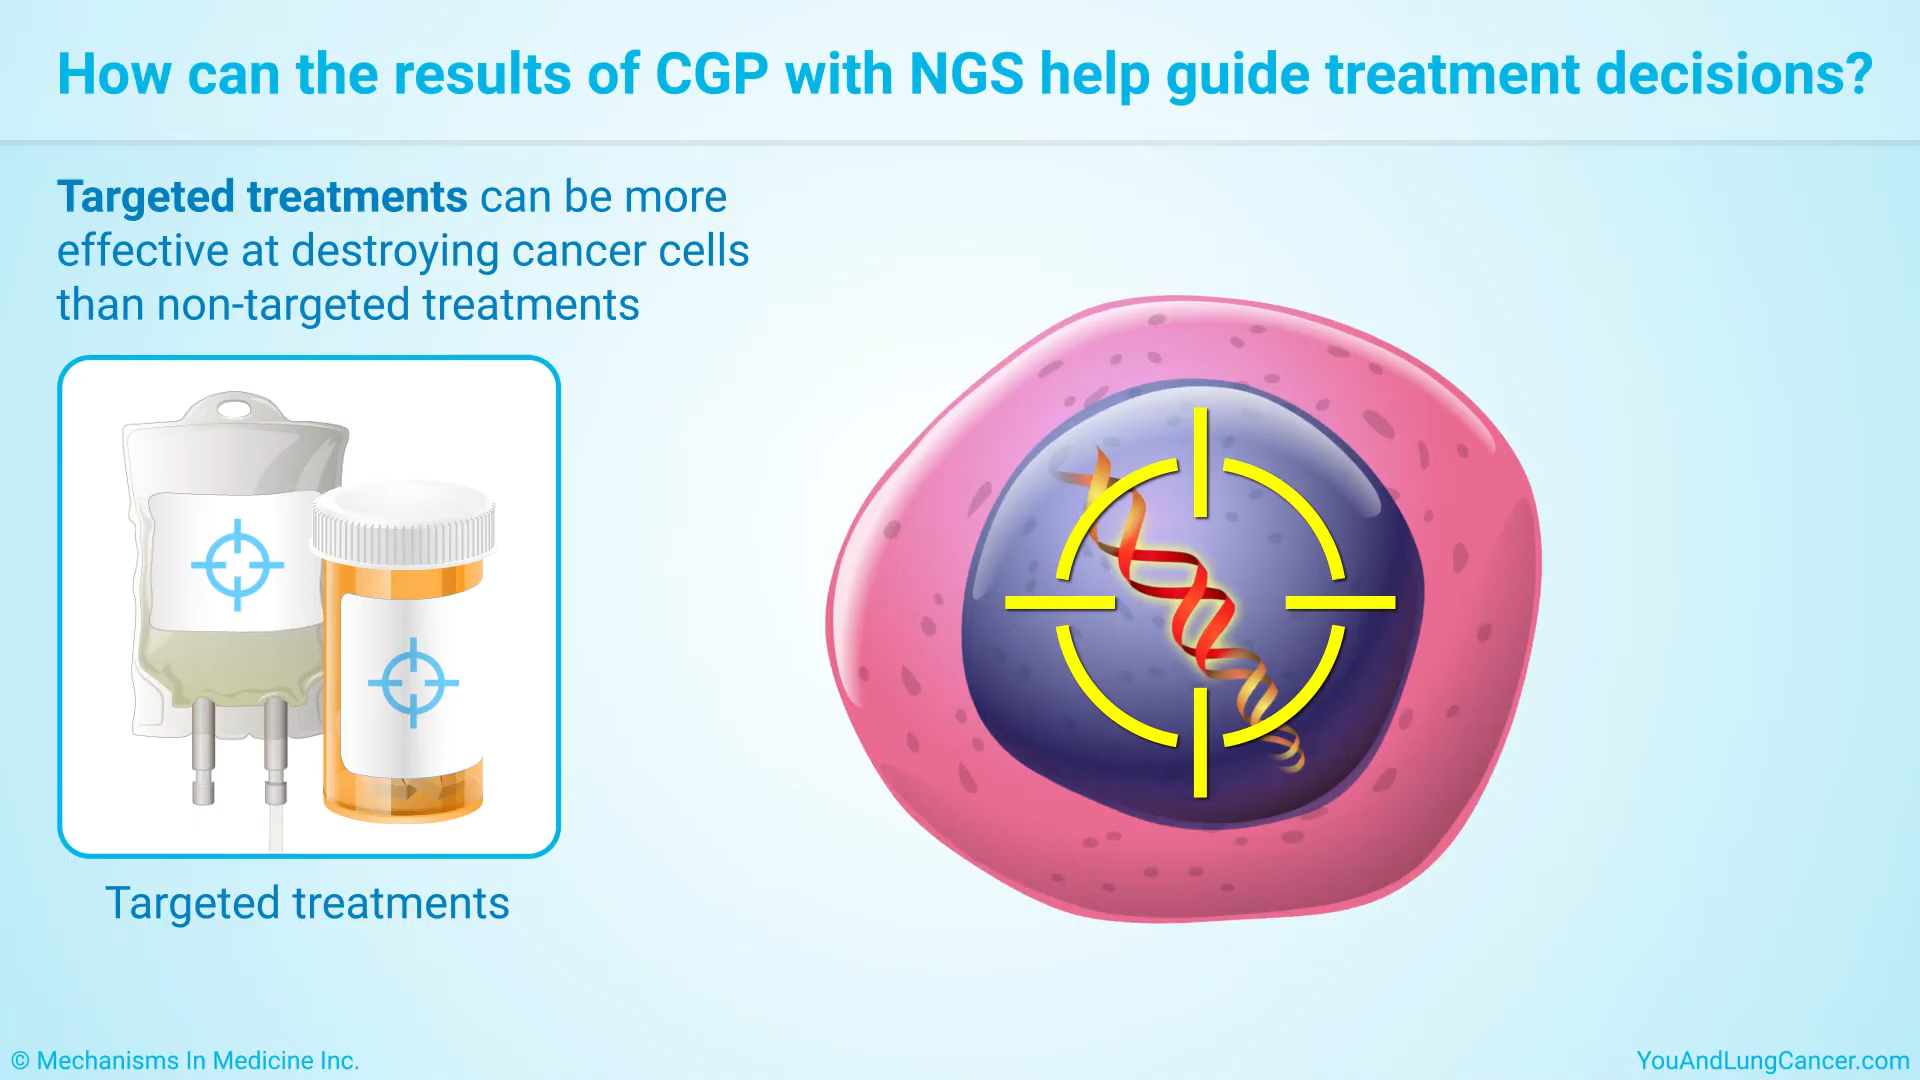 How can the results of CGP with NGS help guide treatment decisions?
Targeted treatments can be more
effective at destroying cancer cells
than non-targeted treatments
Targeted treatments
© Mechanisms In Medicine Inc.
YouAndLungCancer.com